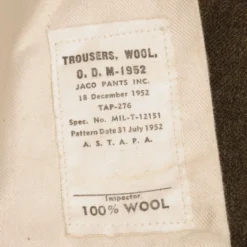 TROUSERS, WOOL,
O. D. M-1952
JACO PANTS INC.
18 December 1952
TAP-276
Spec. No. MIL-T-12151
Pattern Date 31 July 1952
A. S. T. A. P. A.
Inspector
100% WOOL